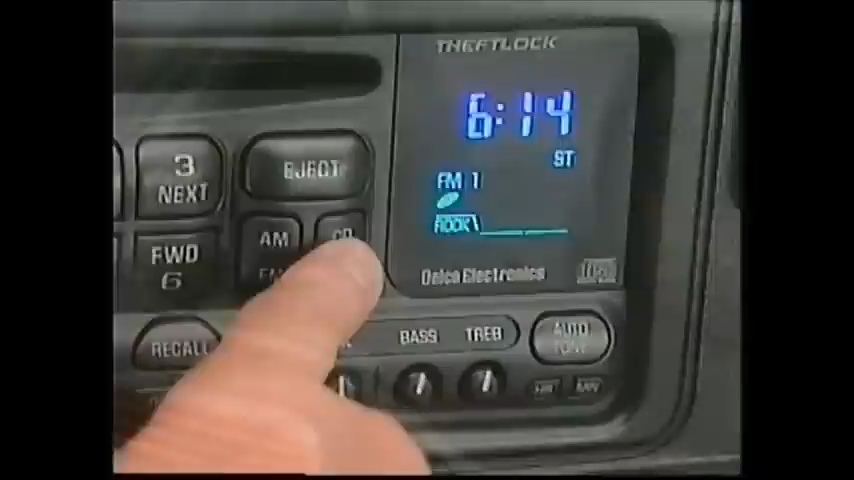 THEFTLOCK
6:14
ST
3
NEXT
EJECT
FM 1
ROCK
AM
FWD
6
Delco Electronics
RECALL
BASS
TREB
AUTO
TONE